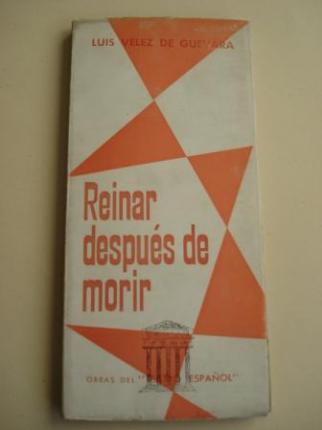 LUIS VELEZ DE GUEVARA
Reinar
después de
morir
OBRAS DEL " ESPAÑOL"